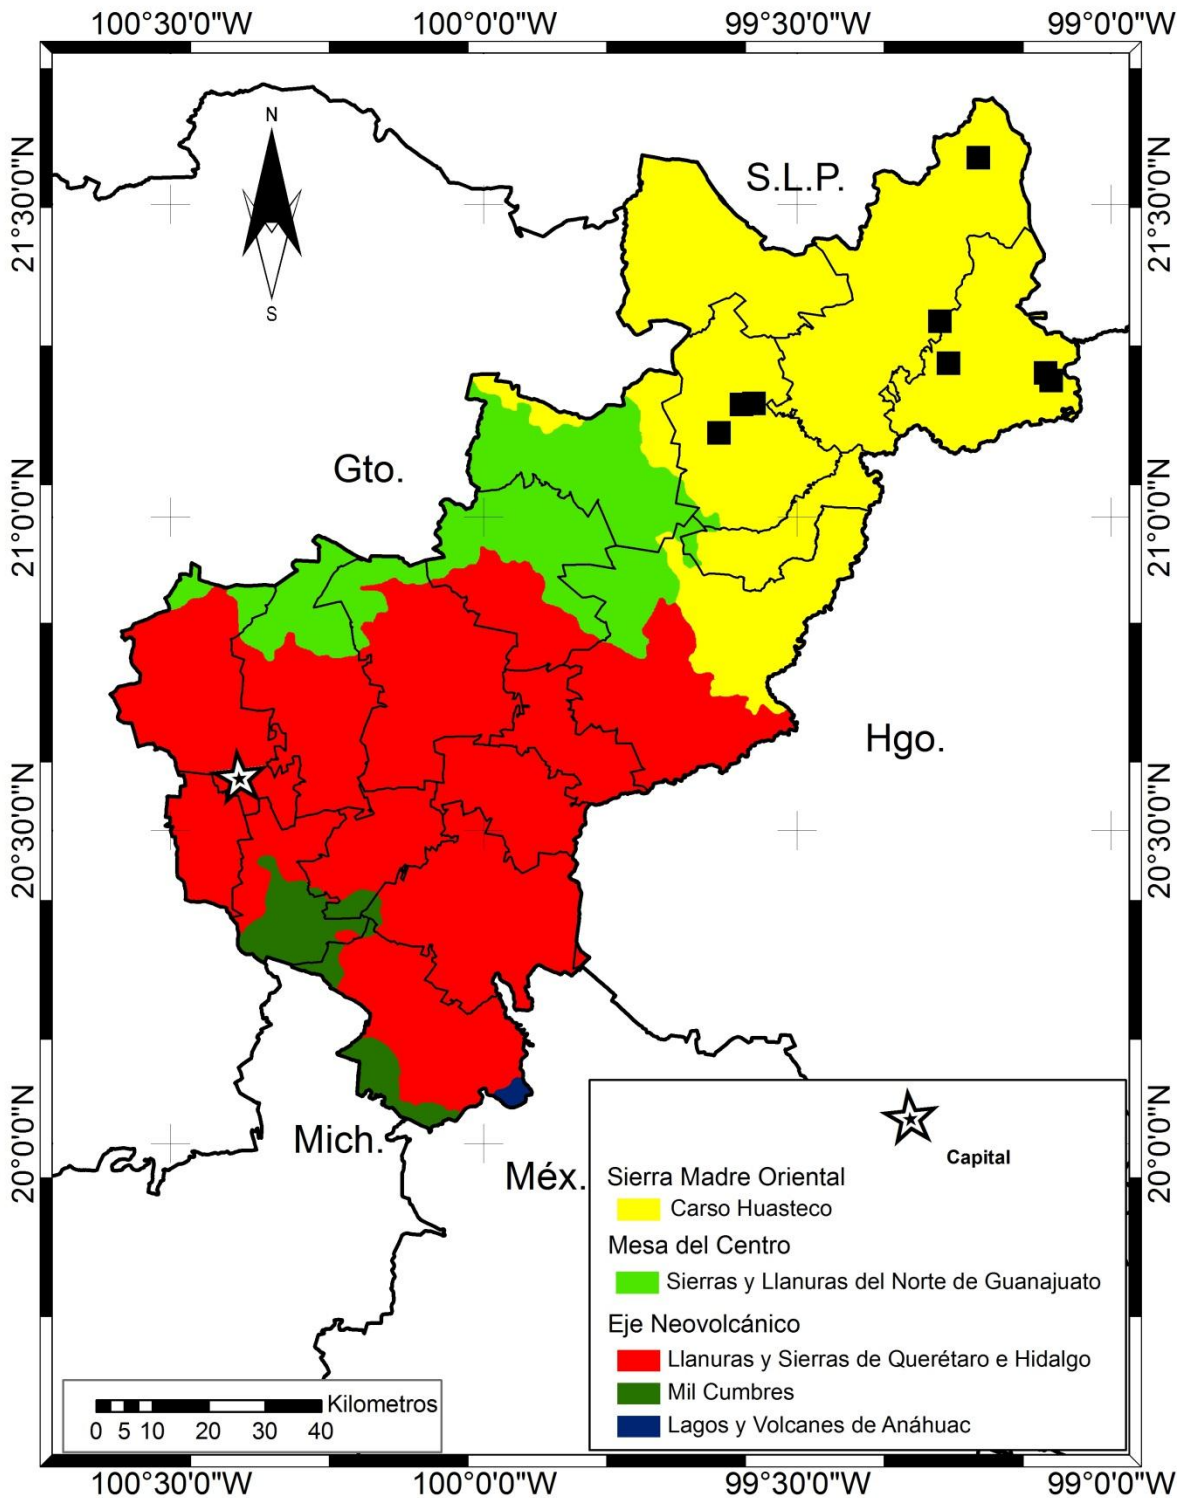 100°30'0"W 100°0'0"W 99°30'0"W 99°0'0"W
N
S
S.L.P.
21°30'0"N 21°30'0"N
Gto.
21°0'0"N 21°0'0"N
Hgo.
20°30'0"N 20°30'0"N
Mich.
Méx.
20°0'0"N 20°0'0"N
Capital
Sierra Madre Oriental
Carso Huasteco
Mesa del Centro
Sierras y Llanuras del Norte de Guanajuato
Eje Neovolcánico
Llanuras y Sierras de Querétaro e Hidalgo
Mil Cumbres
Lagos y Volcanes de Anáhuac
Kilometros
0 5 10 20 30 40
100°30'0"W 100°0'0"W 99°30'0"W 99°0'0"W